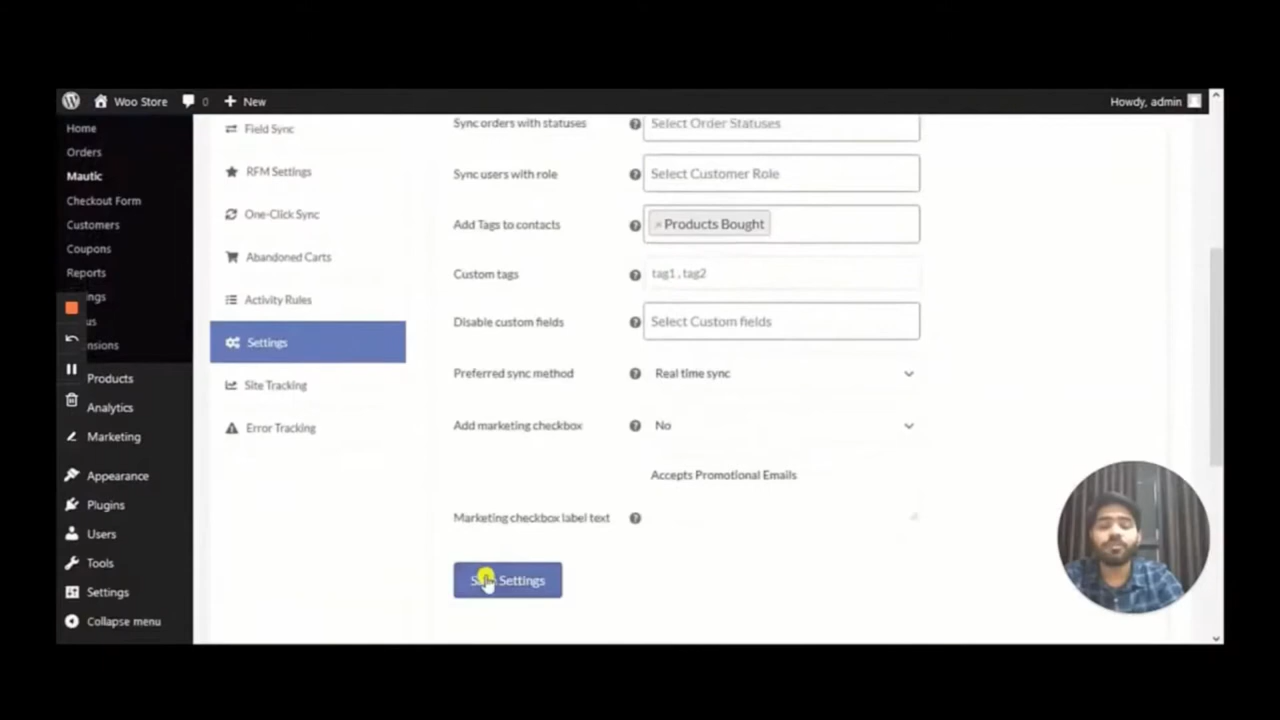 Woo Store 0 New Howdy, admin
Home
Orders
Mautic
Checkout Form
Customers
Coupons
Reports
ngs
us
nsions
Products
Analytics
Marketing
Appearance
Plugins
Users
Tools
Settings
Collapse menu
Field Sync
RFM Settings
One-Click Sync
Abandoned Carts
Activity Rules
Settings
Site Tracking
Error Tracking
Sync orders with statuses Select Order Statuses
Sync users with role Select Customer Role
Add Tags to contacts × Products Bought
Custom tags tag1 , tag2
Disable custom fields Select Custom fields
Preferred sync method Real time sync
Add marketing checkbox No
Accepts Promotional Emails
Marketing checkbox label text
Settings